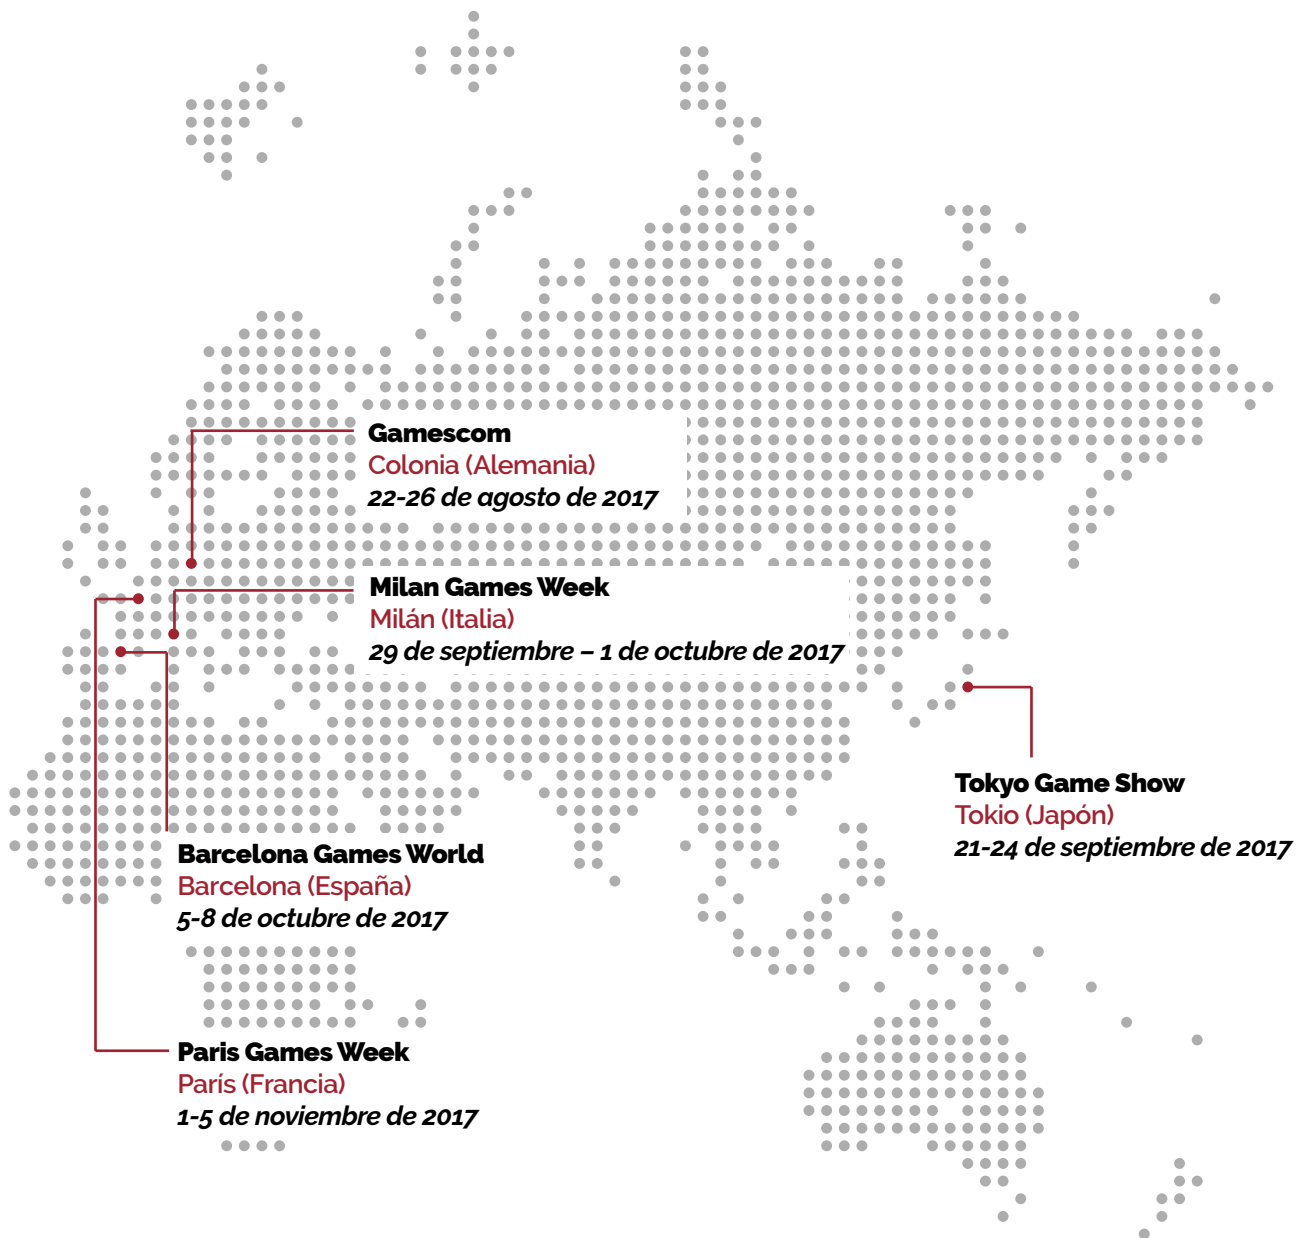 Gamescom
Colonia (Alemania)
22-26 de agosto de 2017
Milan Games Week
Milán (Italia)
29 de septiembre – 1 de octubre de 2017
Tokyo Game Show
Tokio (Japón)
21-24 de septiembre de 2017
Barcelona Games World
Barcelona (España)
5-8 de octubre de 2017
Paris Games Week
París (Francia)
1-5 de noviembre de 2017